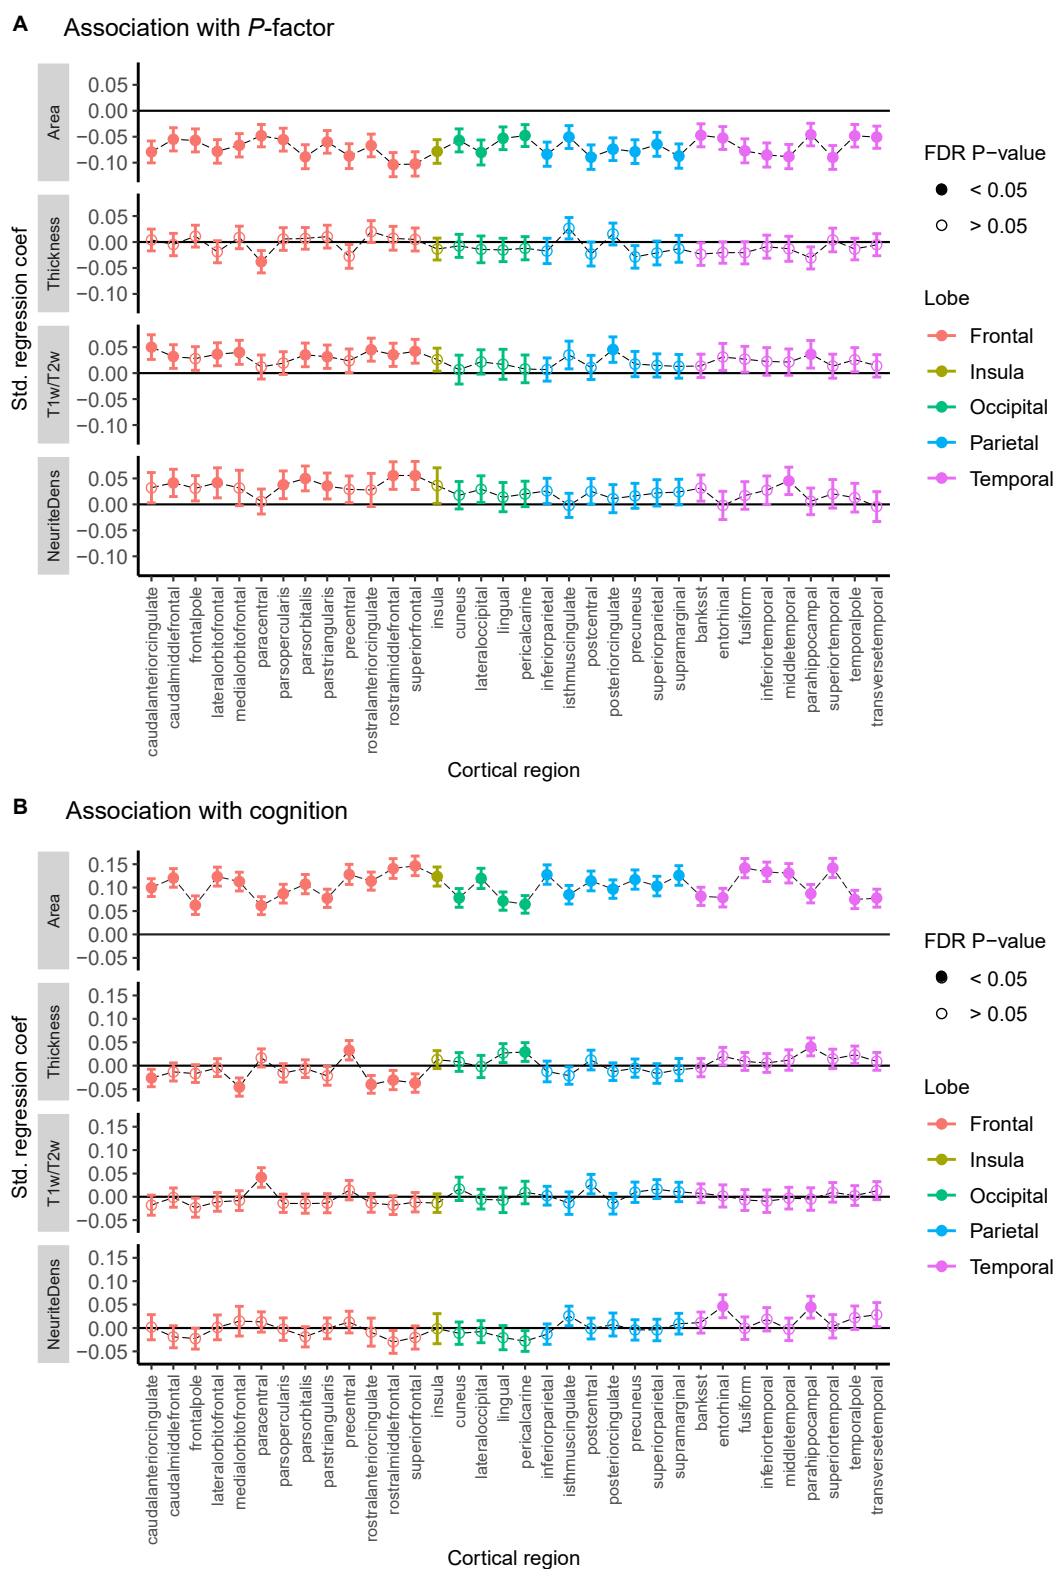 A Association with P-factor
Std. regression coef
Area
0.05
0.00
−0.05
−0.10
Thickness
0.05
0.00
−0.05
−0.10
T1w/T2w
0.05
0.00
−0.05
−0.10
NeuriteDens
0.05
0.00
−0.05
−0.10
caudalanteriorcingulate
caudalmiddlefrontal
frontalpole
lateralorbitofrontal
medialorbitofrontal
paracentral
parsopercularis
parsorbitalis
parstriangularis
precentral
rostralanteriorcingulate
rostralmiddlefrontal
superiorfrontal
insula
cuneus
lateraloccipital
lingual
pericalcarine
inferiorparietal
isthmuscingulate
postcentral
posteriorcingulate
precuneus
superiorparietal
supramarginal
banksst
entorhinal
fusiform
inferiortemporal
middletemporal
parahippocampal
superiortemporal
temporalpole
transversetemporal
Cortical region
FDR P−value
< 0.05
> 0.05
Lobe
Frontal
Insula
Occipital
Parietal
Temporal
B Association with cognition
Std. regression coef
Area
0.15
0.10
0.05
0.00
−0.05
Thickness
0.15
0.10
0.05
0.00
−0.05
T1w/T2w
0.15
0.10
0.05
0.00
−0.05
NeuriteDens
0.15
0.10
0.05
0.00
−0.05
caudalanteriorcingulate
caudalmiddlefrontal
frontalpole
lateralorbitofrontal
medialorbitofrontal
paracentral
parsopercularis
parsorbitalis
parstriangularis
precentral
rostralanteriorcingulate
rostralmiddlefrontal
superiorfrontal
insula
cuneus
lateraloccipital
lingual
pericalcarine
inferiorparietal
isthmuscingulate
postcentral
posteriorcingulate
precuneus
superiorparietal
supramarginal
banksst
entorhinal
fusiform
inferiortemporal
middletemporal
parahippocampal
superiortemporal
temporalpole
transversetemporal
Cortical region
FDR P−value
< 0.05
> 0.05
Lobe
Frontal
Insula
Occipital
Parietal
Temporal